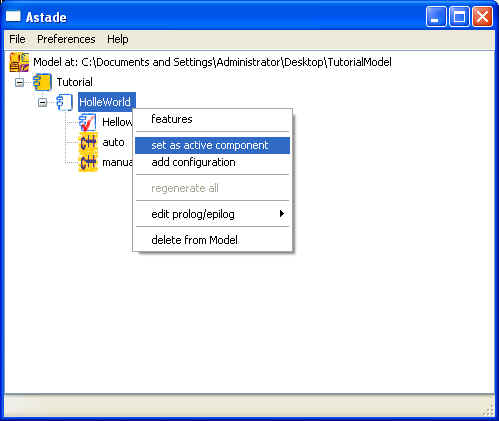 Astade
File Preferences Help
Model at: C:\Documents and Settings\Administrator\Desktop\TutorialModel
Tutorial
HolleWorld
features
Hellow
set as active component
auto
C++
add configuration
manua
C++
regenerate all
edit prolog/epilog
delete from Model